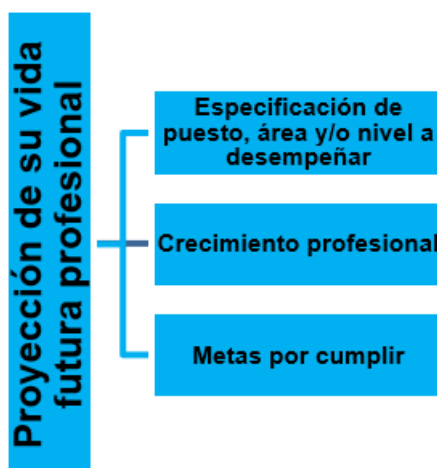 Proyección de su vida
futura profesional
Especificación de
puesto, área y/o nivel a
desempeñar
Crecimiento profesional
Metas por cumplir